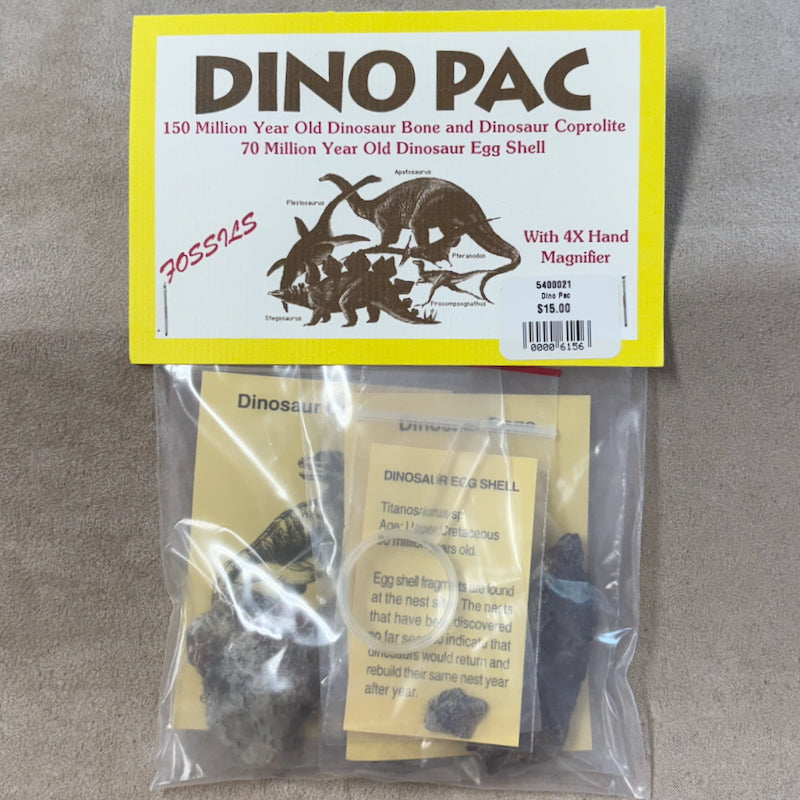 DINO PAC
150 Million Year Old Dinosaur Bone and Dinosaur Coprolite
70 Million Year Old Dinosaur Egg Shell
Apatosaurus
Plesiosaurus
FOSSILS
With 4X Hand
Magnifier
Pteranodon
Procompsognathus
Stegosaurus
5400021
Dino Pac
$15.00
0000 6156
Dinosaur
Dinosaur Bone
DINOSAUR EGG SHELL
Titanosaurus sp.
Age: Upper Cretaceous
million years old.
Egg shell fragments are found
at the nest site. The nests
that have been discovered
so far seem to indicate that
dinosaurs would return and
rebuild their same nest year
after year.